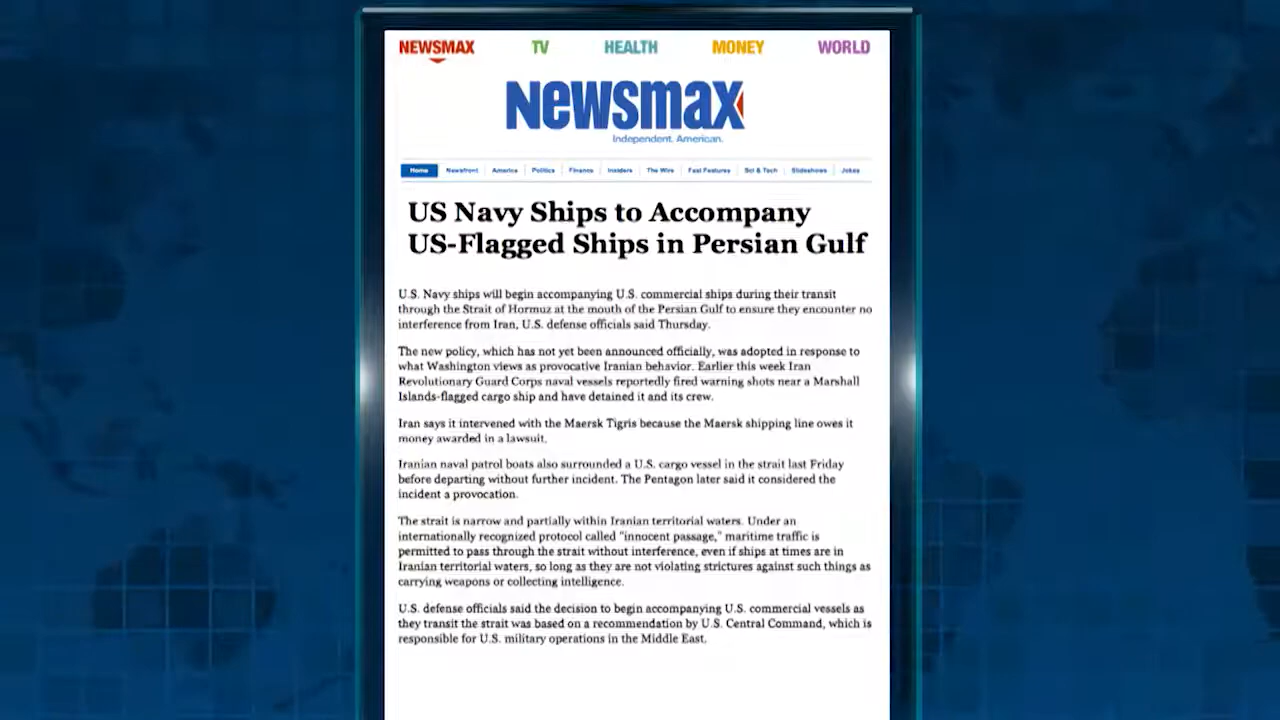 NEWSMAX TV HEALTH MONEY WORLD
Newsmax
Independent. American.
Home Newsfront America Politics Finance Insiders The Wire Fast Features Sci & Tech Slideshows Jokes
US Navy Ships to Accompany
US-Flagged Ships in Persian Gulf
U.S. Navy ships will begin accompanying U.S. commercial ships during their transit
through the Strait of Hormuz at the mouth of the Persian Gulf to ensure they encounter no
interference from Iran, U.S. defense officials said Thursday.
The new policy, which has not yet been announced officially, was adopted in response to
what Washington views as provocative Iranian behavior. Earlier this week Iran
Revolutionary Guard Corps naval vessels reportedly fired warning shots near a Marshall
Islands-flagged cargo ship and have detained it and its crew.
Iran says it intervened with the Maersk Tigris because the Maersk shipping line owes it
money awarded in a lawsuit.
Iranian naval patrol boats also surrounded a U.S. cargo vessel in the strait last Friday
before departing without further incident. The Pentagon later said it considered the
incident a provocation.
The strait is narrow and partially within Iranian territorial waters. Under an
internationally recognized protocol called "innocent passage," maritime traffic is
permitted to pass through the strait without interference, even if ships at times are in
Iranian territorial waters, so long as they are not violating strictures against such things as
carrying weapons or collecting intelligence.
U.S. defense officials said the decision to begin accompanying U.S. commercial vessels as
they transit the strait was based on a recommendation by U.S. Central Command, which is
responsible for U.S. military operations in the Middle East.